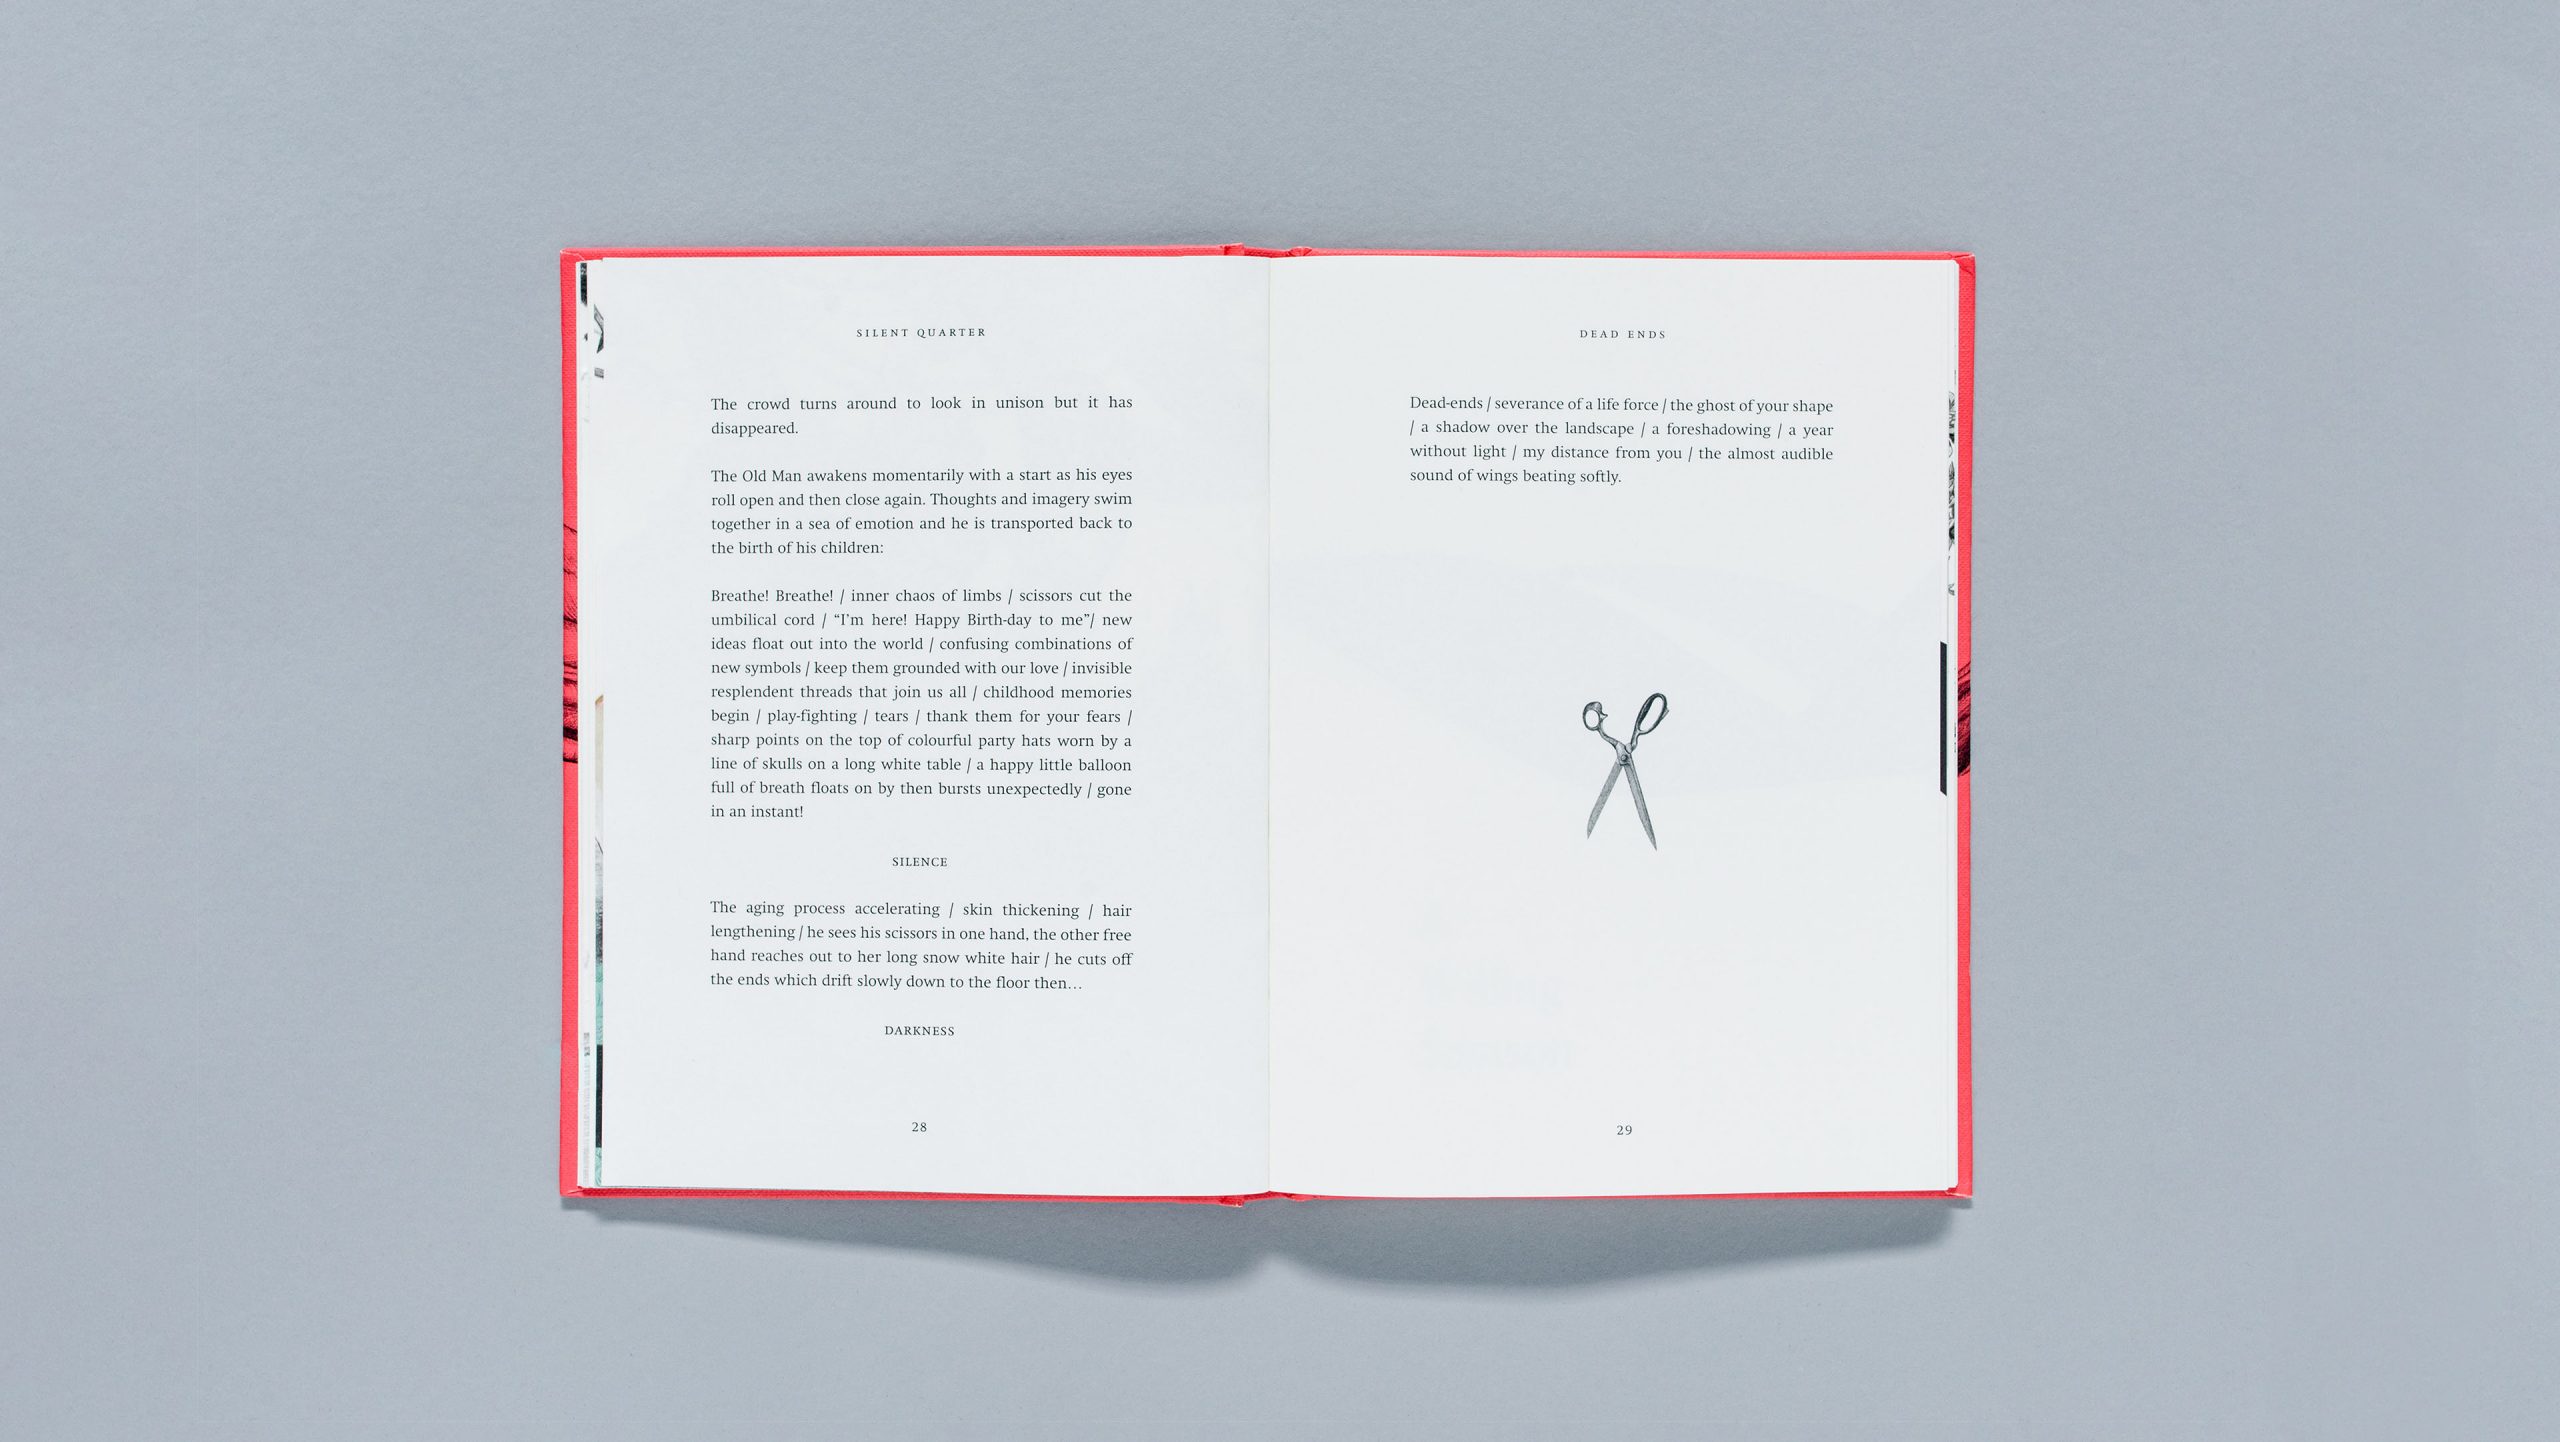 SILENT QUARTER
The crowd turns around to look in unison but it has
disappeared.
The Old Man awakens momentarily with a start as his eyes
roll open and then close again. Thoughts and imagery swim
together in a sea of emotion and he is transported back to
the birth of his children:
Breathe! Breathe! / inner chaos of limbs / scissors cut the
umbilical cord / “I’m here! Happy Birth-day to me”/ new
ideas float out into the world / confusing combinations of
new symbols / keep them grounded with our love / invisible
resplendent threads that join us all / childhood memories
begin / play-fighting / tears / thank them for your fears /
sharp points on the top of colourful party hats worn by a
line of skulls on a long white table / a happy little balloon
full of breath floats on by then bursts unexpectedly / gone
in an instant!
SILENCE
The aging process accelerating / skin thickening / hair
lengthening / he sees his scissors in one hand, the other free
hand reaches out to her long snow white hair / he cuts off
the ends which drift slowly down to the floor then…
DARKNESS
28
DEAD ENDS
Dead-ends / severance of a life force / the ghost of your shape
/ a shadow over the landscape / a foreshadowing / a year
without light / my distance from you / the almost audible
sound of wings beating softly.
29